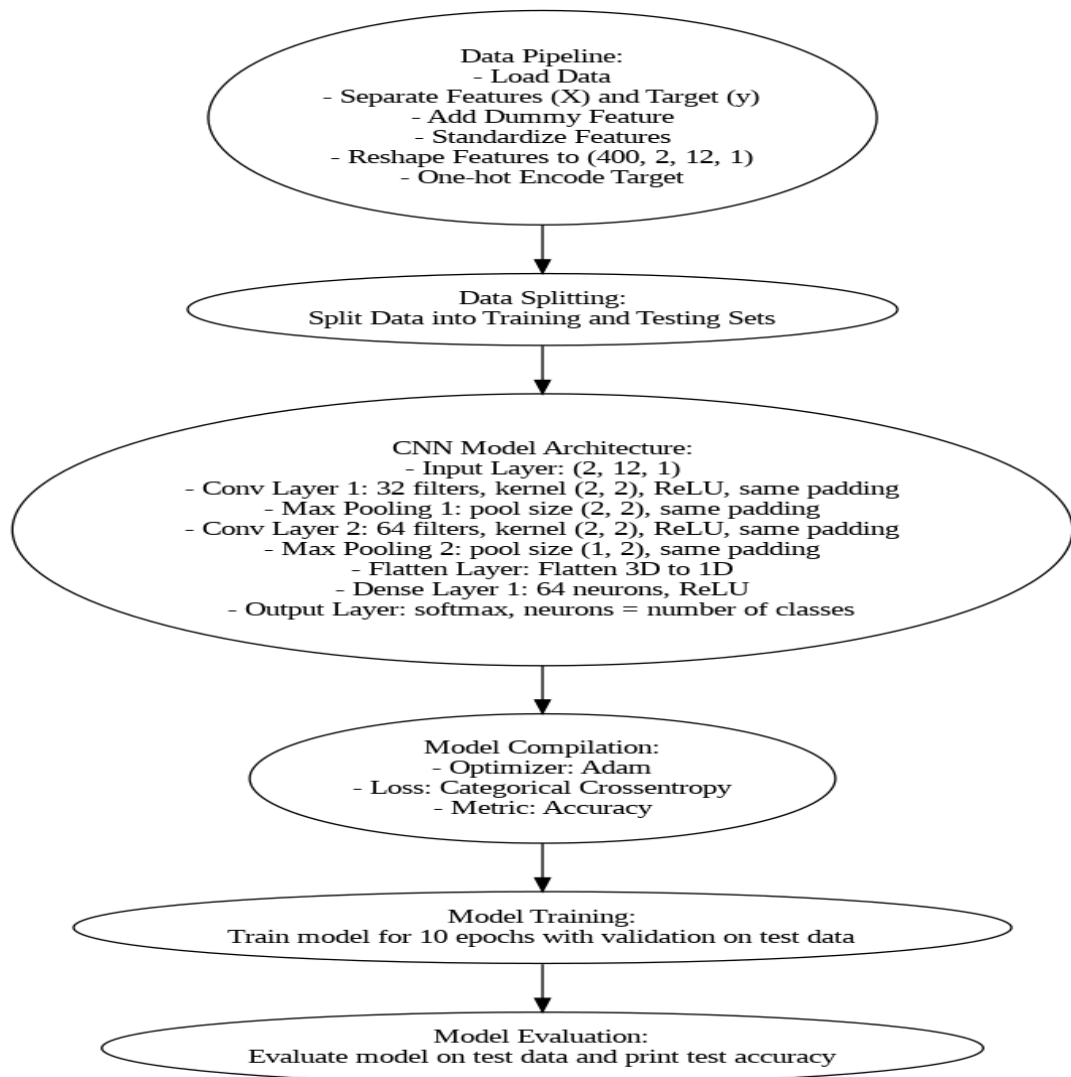 Data Pipeline:
- Load Data
- Separate Features (X) and Target (y)
- Add Dummy Feature
- Standardize Features
- Reshape Features to (400, 2, 12, 1)
- One-hot Encode Target
Data Splitting:
Split Data into Training and Testing Sets
CNN Model Architecture:
- Input Layer: (2, 12, 1)
- Conv Layer 1: 32 filters, kernel (2, 2), ReLU, same padding
- Max Pooling 1: pool size (2, 2), same padding
- Conv Layer 2: 64 filters, kernel (2, 2), ReLU, same padding
- Max Pooling 2: pool size (1, 2), same padding
- Flatten Layer: Flatten 3D to 1D
- Dense Layer 1: 64 neurons, ReLU
- Output Layer: softmax, neurons = number of classes
Model Compilation:
- Optimizer: Adam
- Loss: Categorical Crossentropy
- Metric: Accuracy
Model Training:
Train model for 10 epochs with validation on test data
Model Evaluation:
Evaluate model on test data and print test accuracy